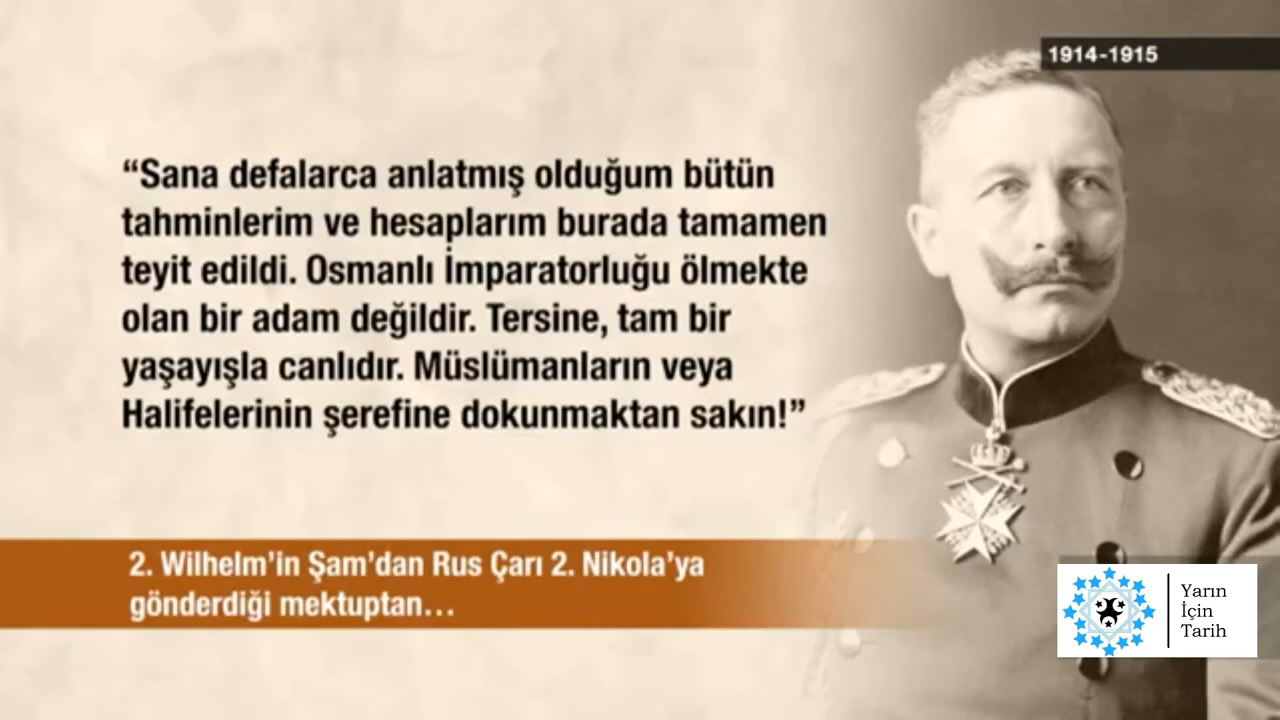 1914-1915
“Sana defalarca anlatmış olduğum bütün
tahminlerim ve hesaplarım burada tamamen
teyit edildi. Osmanlı İmparatorluğu ölmekte
olan bir adam değildir. Tersine, tam bir
yaşayışla canlıdır. Müslümanların veya
Halifelerinin şerefine dokunmaktan sakın!”
2. Wilhelm’in Şam’dan Rus Çarı 2. Nikola’ya
gönderdiği mektuptan...
Yarın
İçin
Tarih